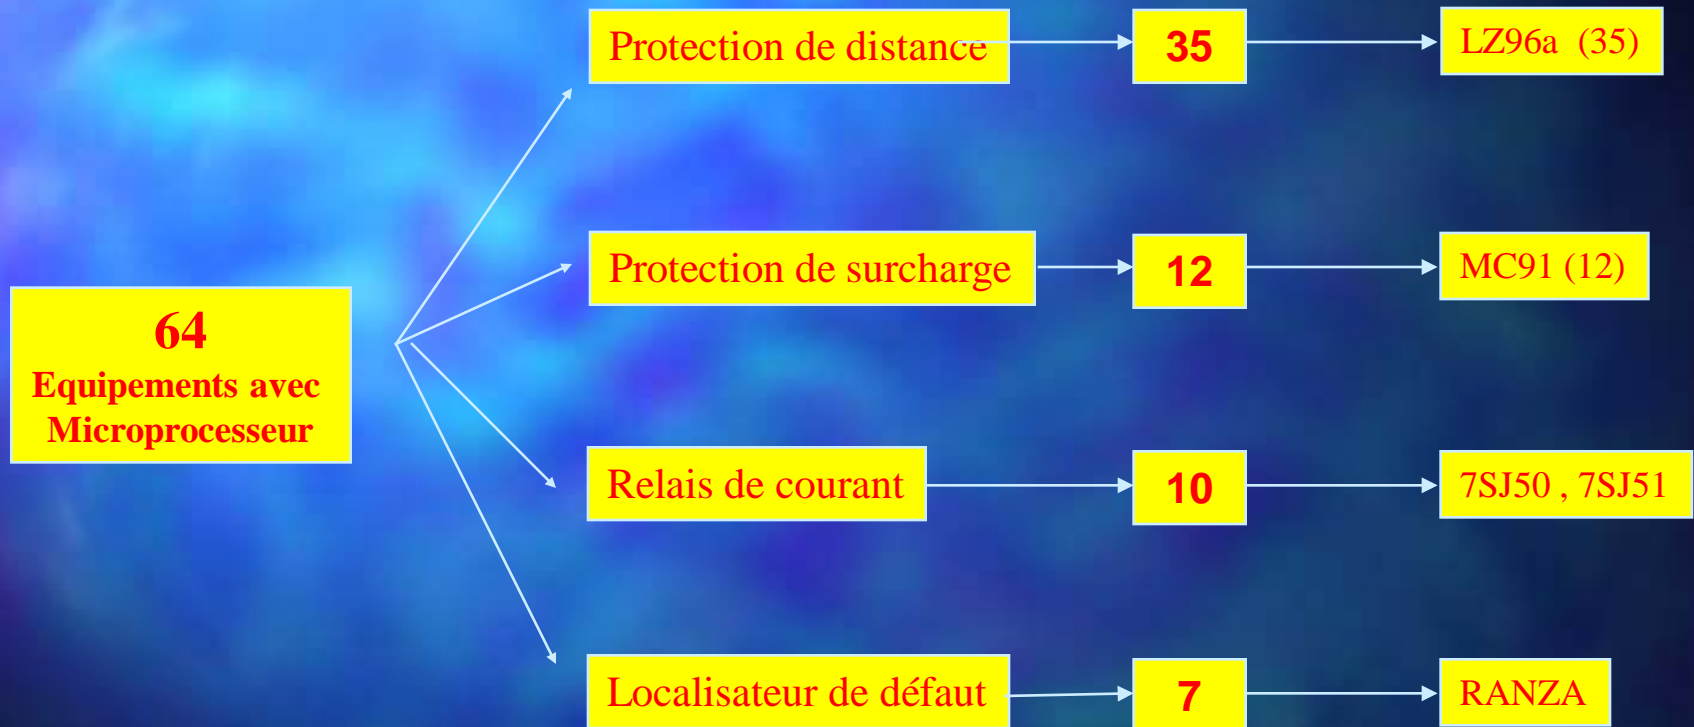 Protection de distance
35
LZ96a (35)
Protection de surcharge
12
MC91 (12)
64
Equipements avec
Microprocesseur
Relais de courant
10
7SJ50 , 7SJ51
Localisateur de défaut
7
RANZA